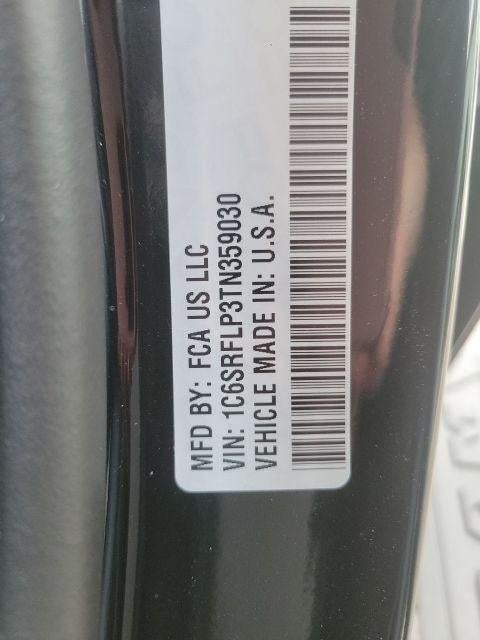 MFD BY: FCA US LLC
VIN: 1C6SRFLP3TN359030
VEHICLE MADE IN: U.S.A.